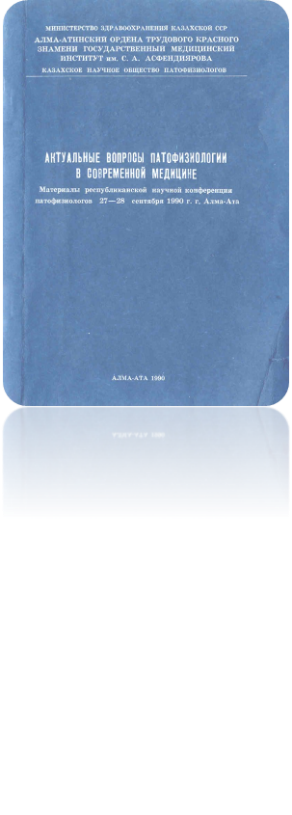 МИНИСТЕРСТВО ЗДРАВООХРАНЕНИЯ КАЗАХСКОЙ ССР
АЛМА-АТИНСКИЙ ОРДЕНА ТРУДОВОГО КРАСНОГО
ЗНАМЕНИ ГОСУДАРСТВЕННЫЙ МЕДИЦИНСКИЙ
ИНСТИТУТ им. С. А. АСФЕНДИЯРОВА
КАЗАХСКОЕ НАУЧНОЕ ОБЩЕСТВО ПАТОФИЗИОЛОГОВ
АКТУАЛЬНЫЕ ВОПРОСЫ ПАТОФИЗИОЛОГИИ
В СОВРЕМЕННОЙ МЕДИЦИНЕ
Материалы республиканской научной конференции
патофизиологов 27—28 сентября 1990 г. г. Алма-Ата
АЛМА-АТА 1990